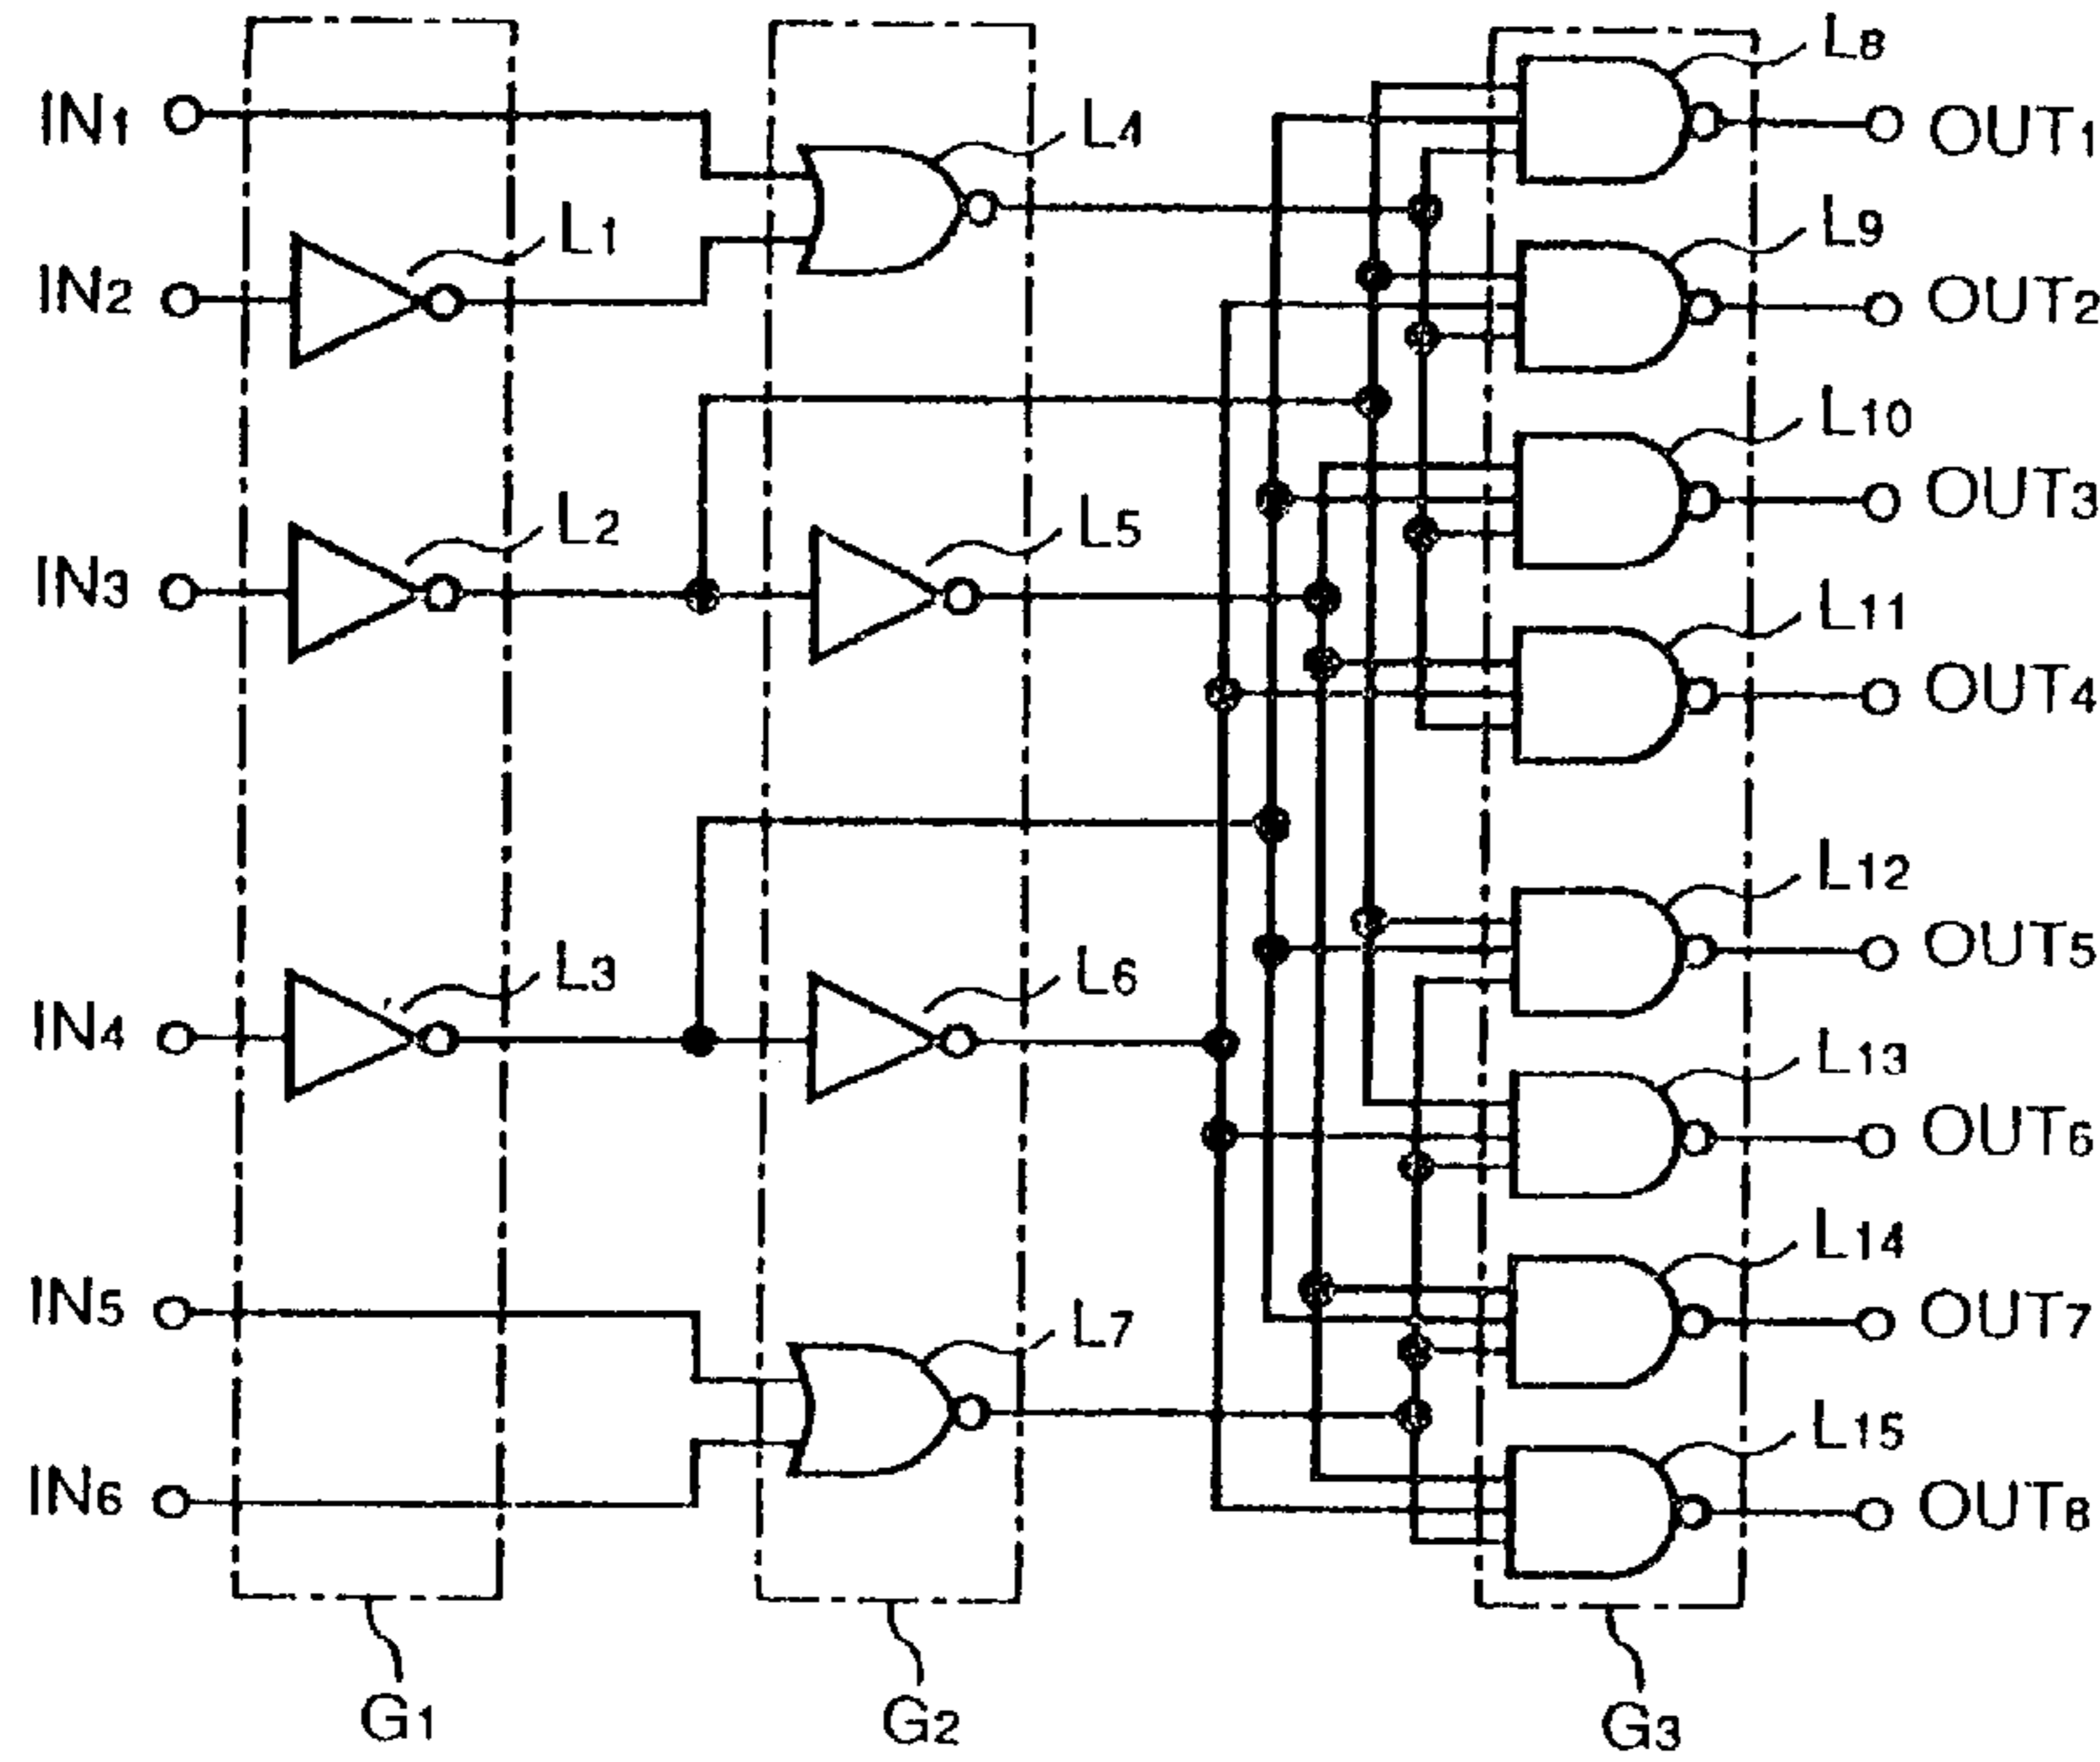 IN1
IN2
IN3
IN4
IN5
IN6
L1
L2
L3
L4
L5
L6
L7
L8
L9
L10
L11
L12
L13
L14
L15
OUT1
OUT2
OUT3
OUT4
OUT5
OUT6
OUT7
OUT8
G1
G2
G3